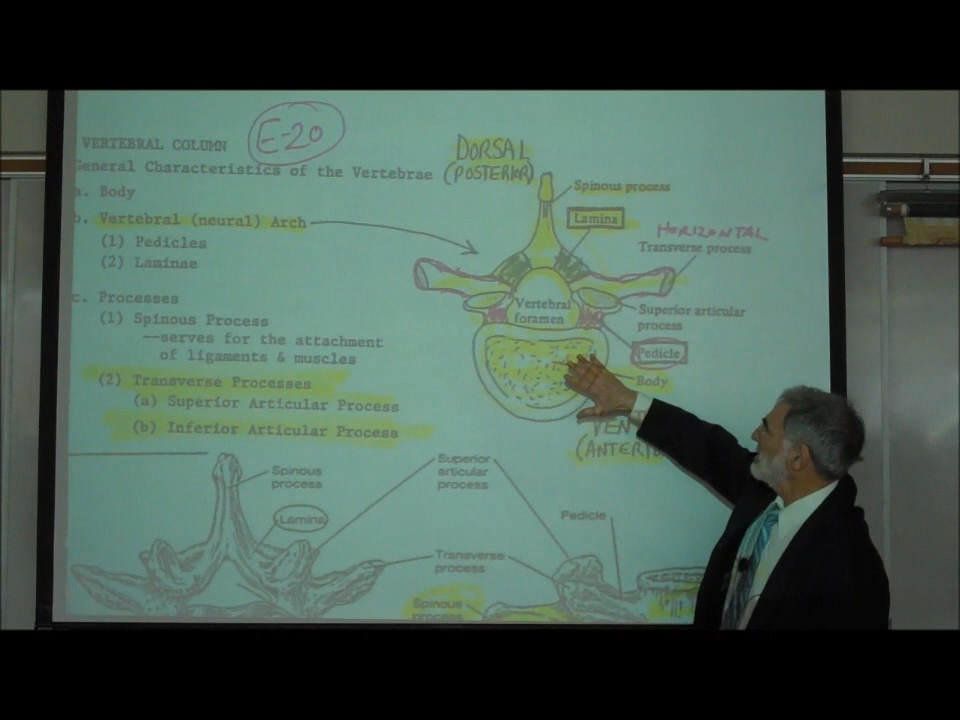 E-20
VERTEBRAL COLUMN
General Characteristics of the Vertebrae
a. Body
b. Vertebral (neural) Arch
(1) Pedicles
(2) Laminae
c. Processes
(1) Spinous Process
--serves for the attachment
of ligaments & muscles
(2) Transverse Processes
(a) Superior Articular Process
(b) Inferior Articular Process
DORSAL
(POSTERIOR)
Spinous process
Lamina
HORIZONTAL
Transverse process
Vertebral
foramen
Superior articular
process
Pedicle
Body
VEN
(ANTERIO
Spinous
process
Lamina
Superior
articular
process
Transverse
process
Pedicle
Spinous
process